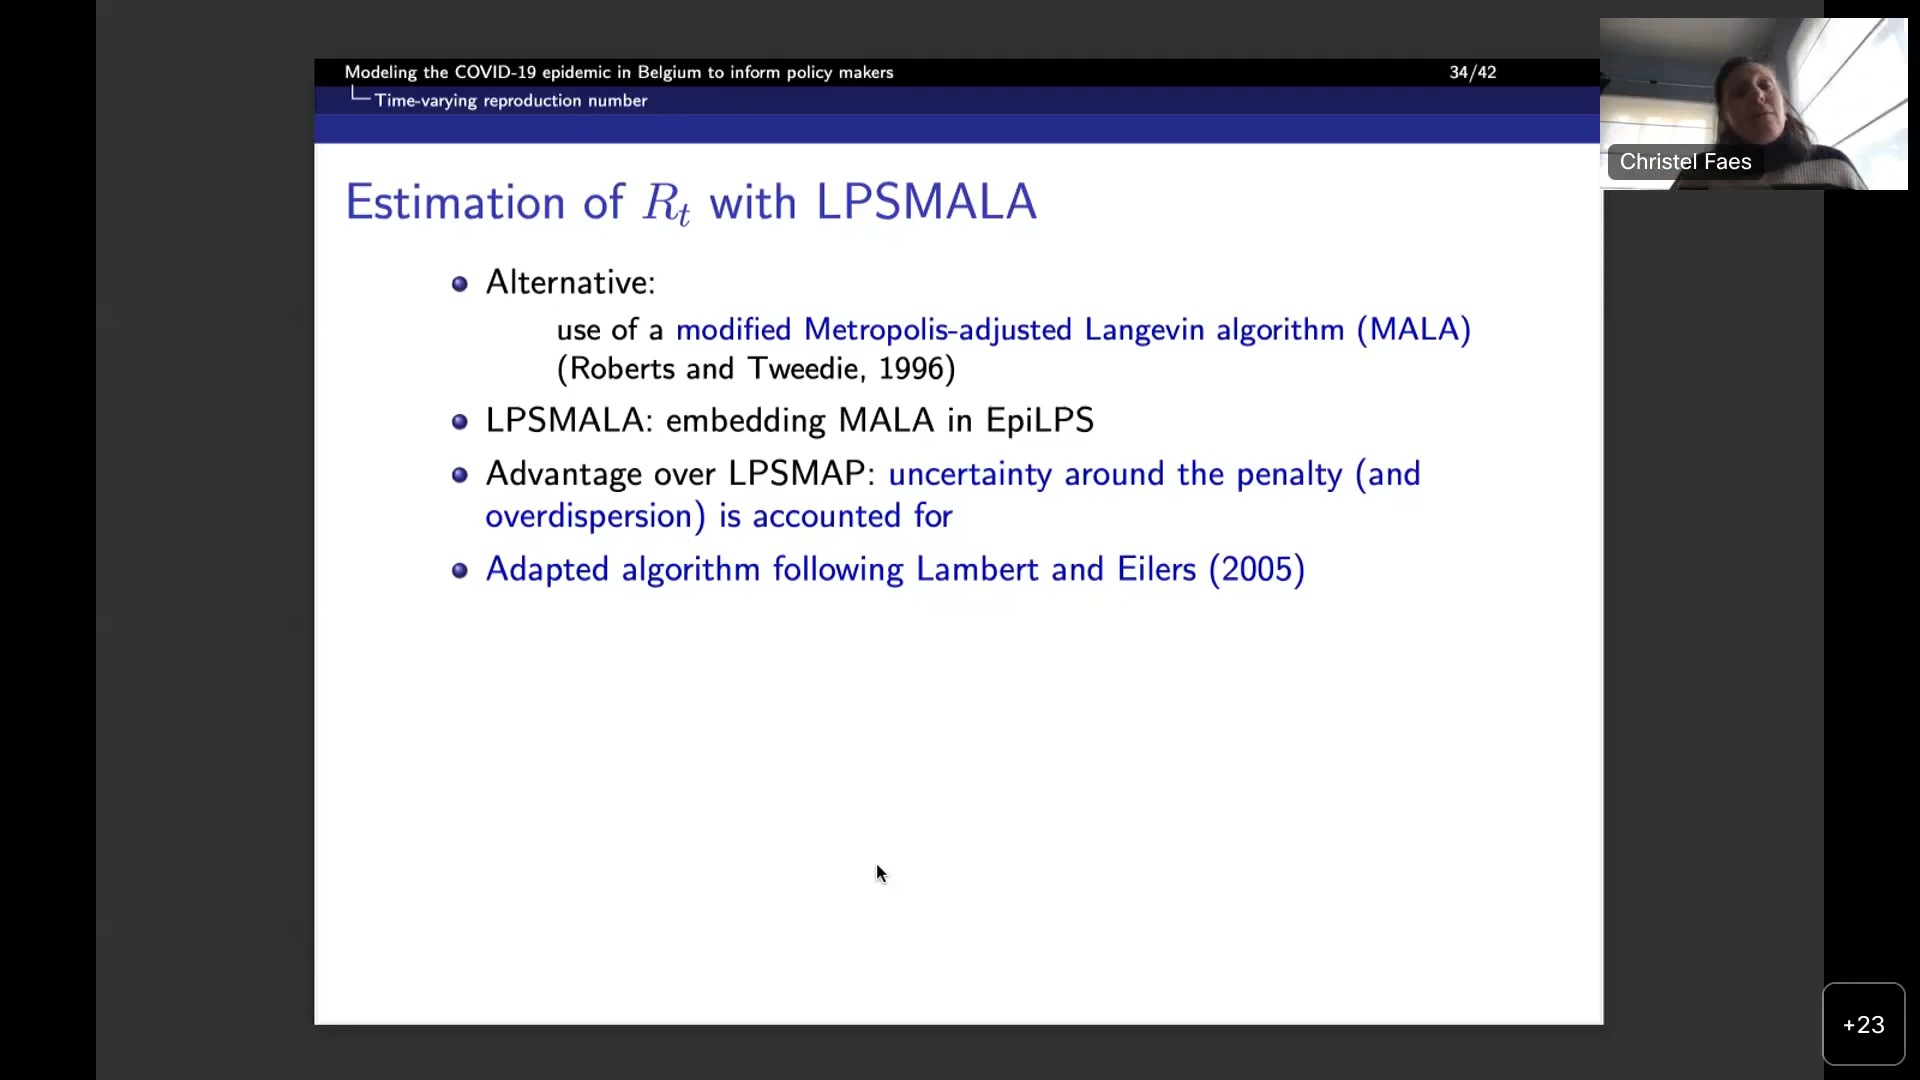 Modeling the COVID-19 epidemic in Belgium to inform policy makers 34/42
Time-varying reproduction number
Christel Faes
Estimation of R_t with LPSMALA
Alternative:
use of a modified Metropolis-adjusted Langevin algorithm (MALA)
(Roberts and Tweedie, 1996)
LPSMALA: embedding MALA in EpiLPS
Advantage over LPSMAP: uncertainty around the penalty (and
overdispersion) is accounted for
Adapted algorithm following Lambert and Eilers (2005)
+23